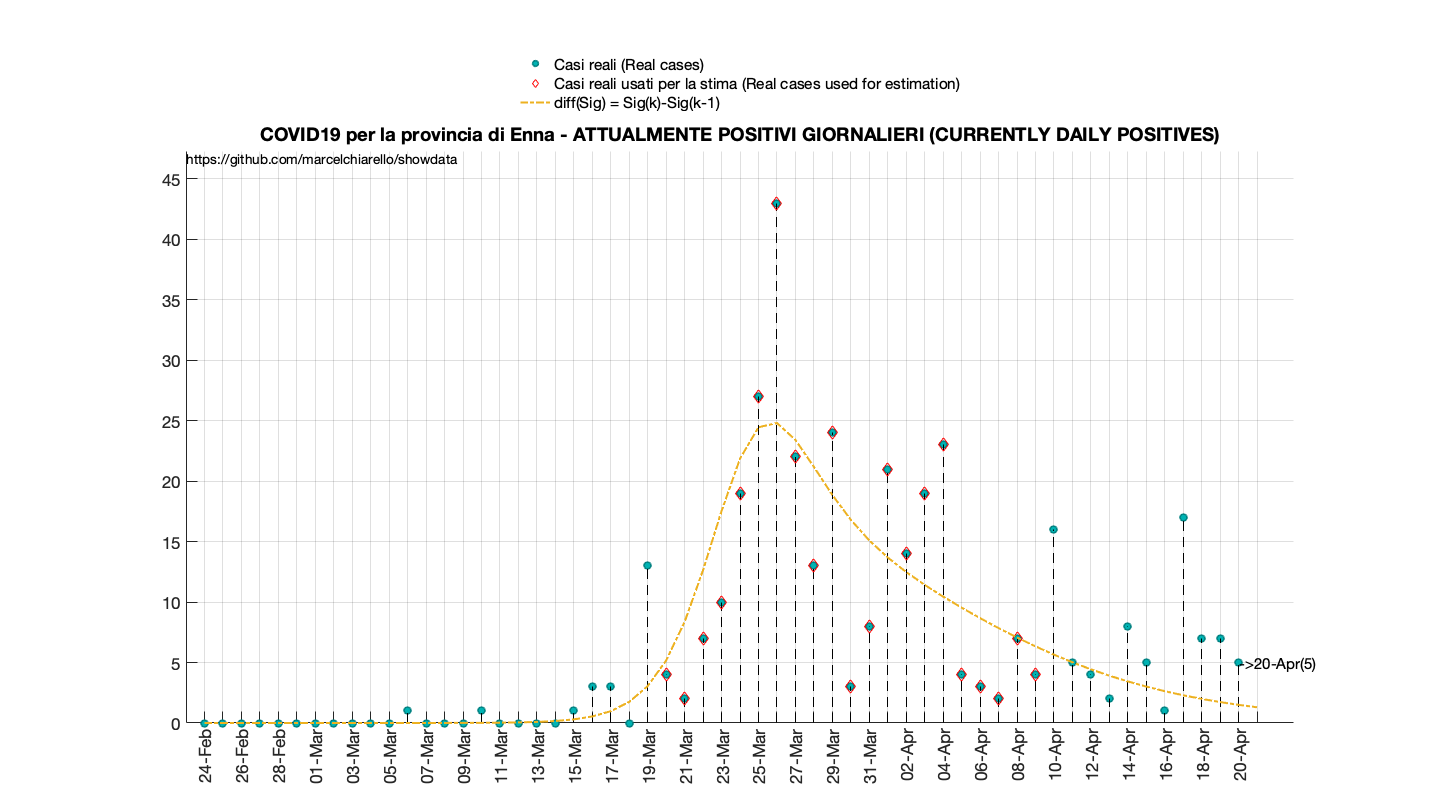 Casi reali (Real cases)
Casi reali usati per la stima (Real cases used for estimation)
diff(Sig) = Sig(k)-Sig(k-1)
COVID19 per la provincia di Enna - ATTUALMENTE POSITIVI GIORNALIERI (CURRENTLY DAILY POSITIVES)
https://github.com/marcelchiarello/showdata
45
40
35
30
25
20
15
10
5
0
>20-Apr(5)
24-Feb
26-Feb
28-Feb
01-Mar
03-Mar
05-Mar
07-Mar
09-Mar
11-Mar
13-Mar
15-Mar
17-Mar
19-Mar
21-Mar
23-Mar
25-Mar
27-Mar
29-Mar
31-Mar
02-Apr
04-Apr
06-Apr
08-Apr
10-Apr
12-Apr
14-Apr
16-Apr
18-Apr
20-Apr